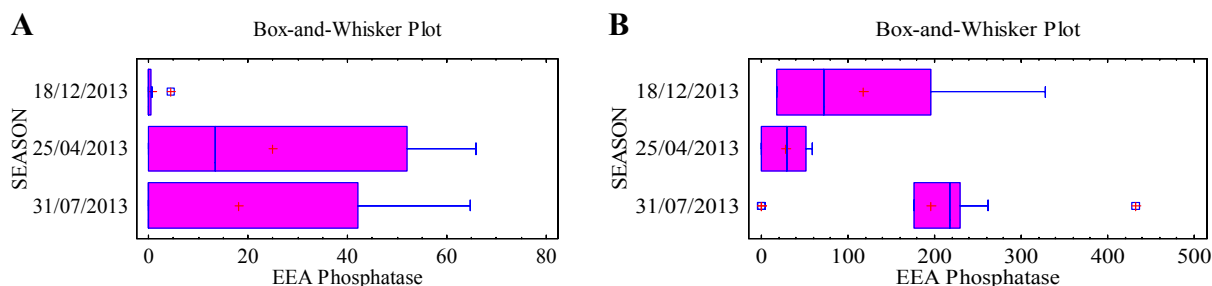 A
Box-and-Whisker Plot
SEASON
18/12/2013
25/04/2013
31/07/2013
0 20 40 60 80
EEA Phosphatase
B
Box-and-Whisker Plot
SEASON
18/12/2013
25/04/2013
31/07/2013
0 100 200 300 400 500
EEA Phosphatase